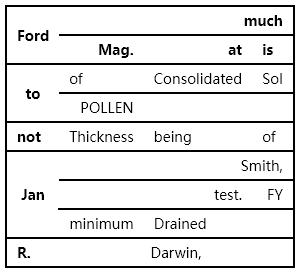 much
Ford
Mag. at is
of Consolidated Sol
to
POLLEN
not Thickness being of
Smith,
Jan
test. FY
minimum Drained
R. Darwin,